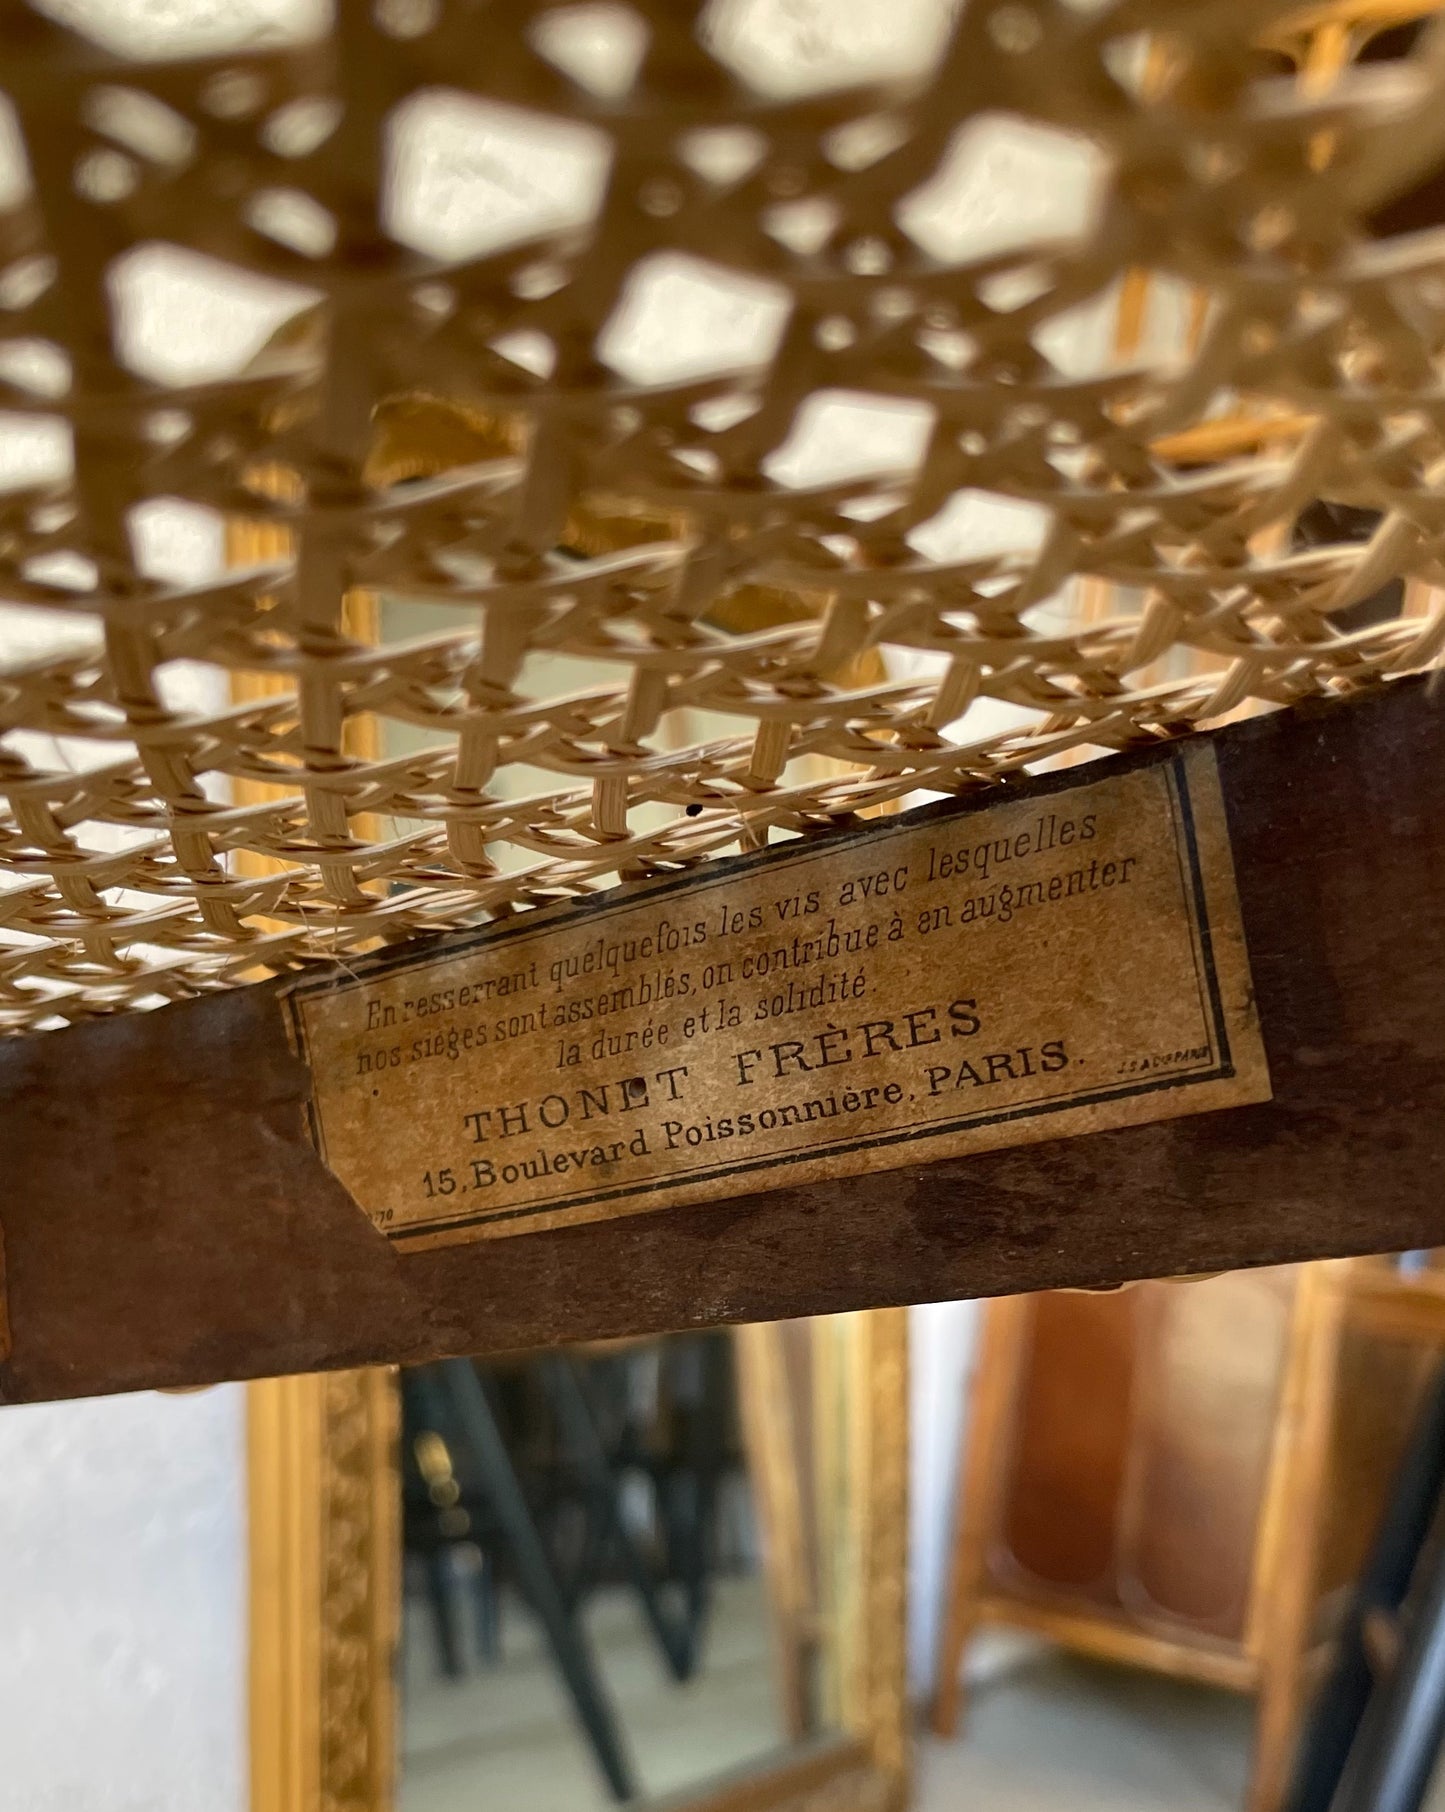 En resserrant quelquefois les vis avec lesquelles
nos sièges sont assemblés, on contribue à en augmenter
la durée et la solidité.
THONET FRÈRES
15, Boulevard Poissonnière, PARIS.